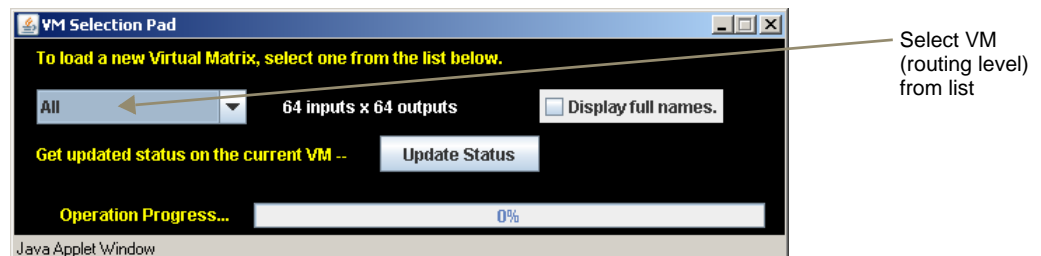 VM Selection Pad
To load a new Virtual Matrix, select one from the list below.
All
64 inputs x 64 outputs
Display full names.
Get updated status on the current VM --
Update Status
Operation Progress...
0%
Java Applet Window
Select VM
(routing level)
from list